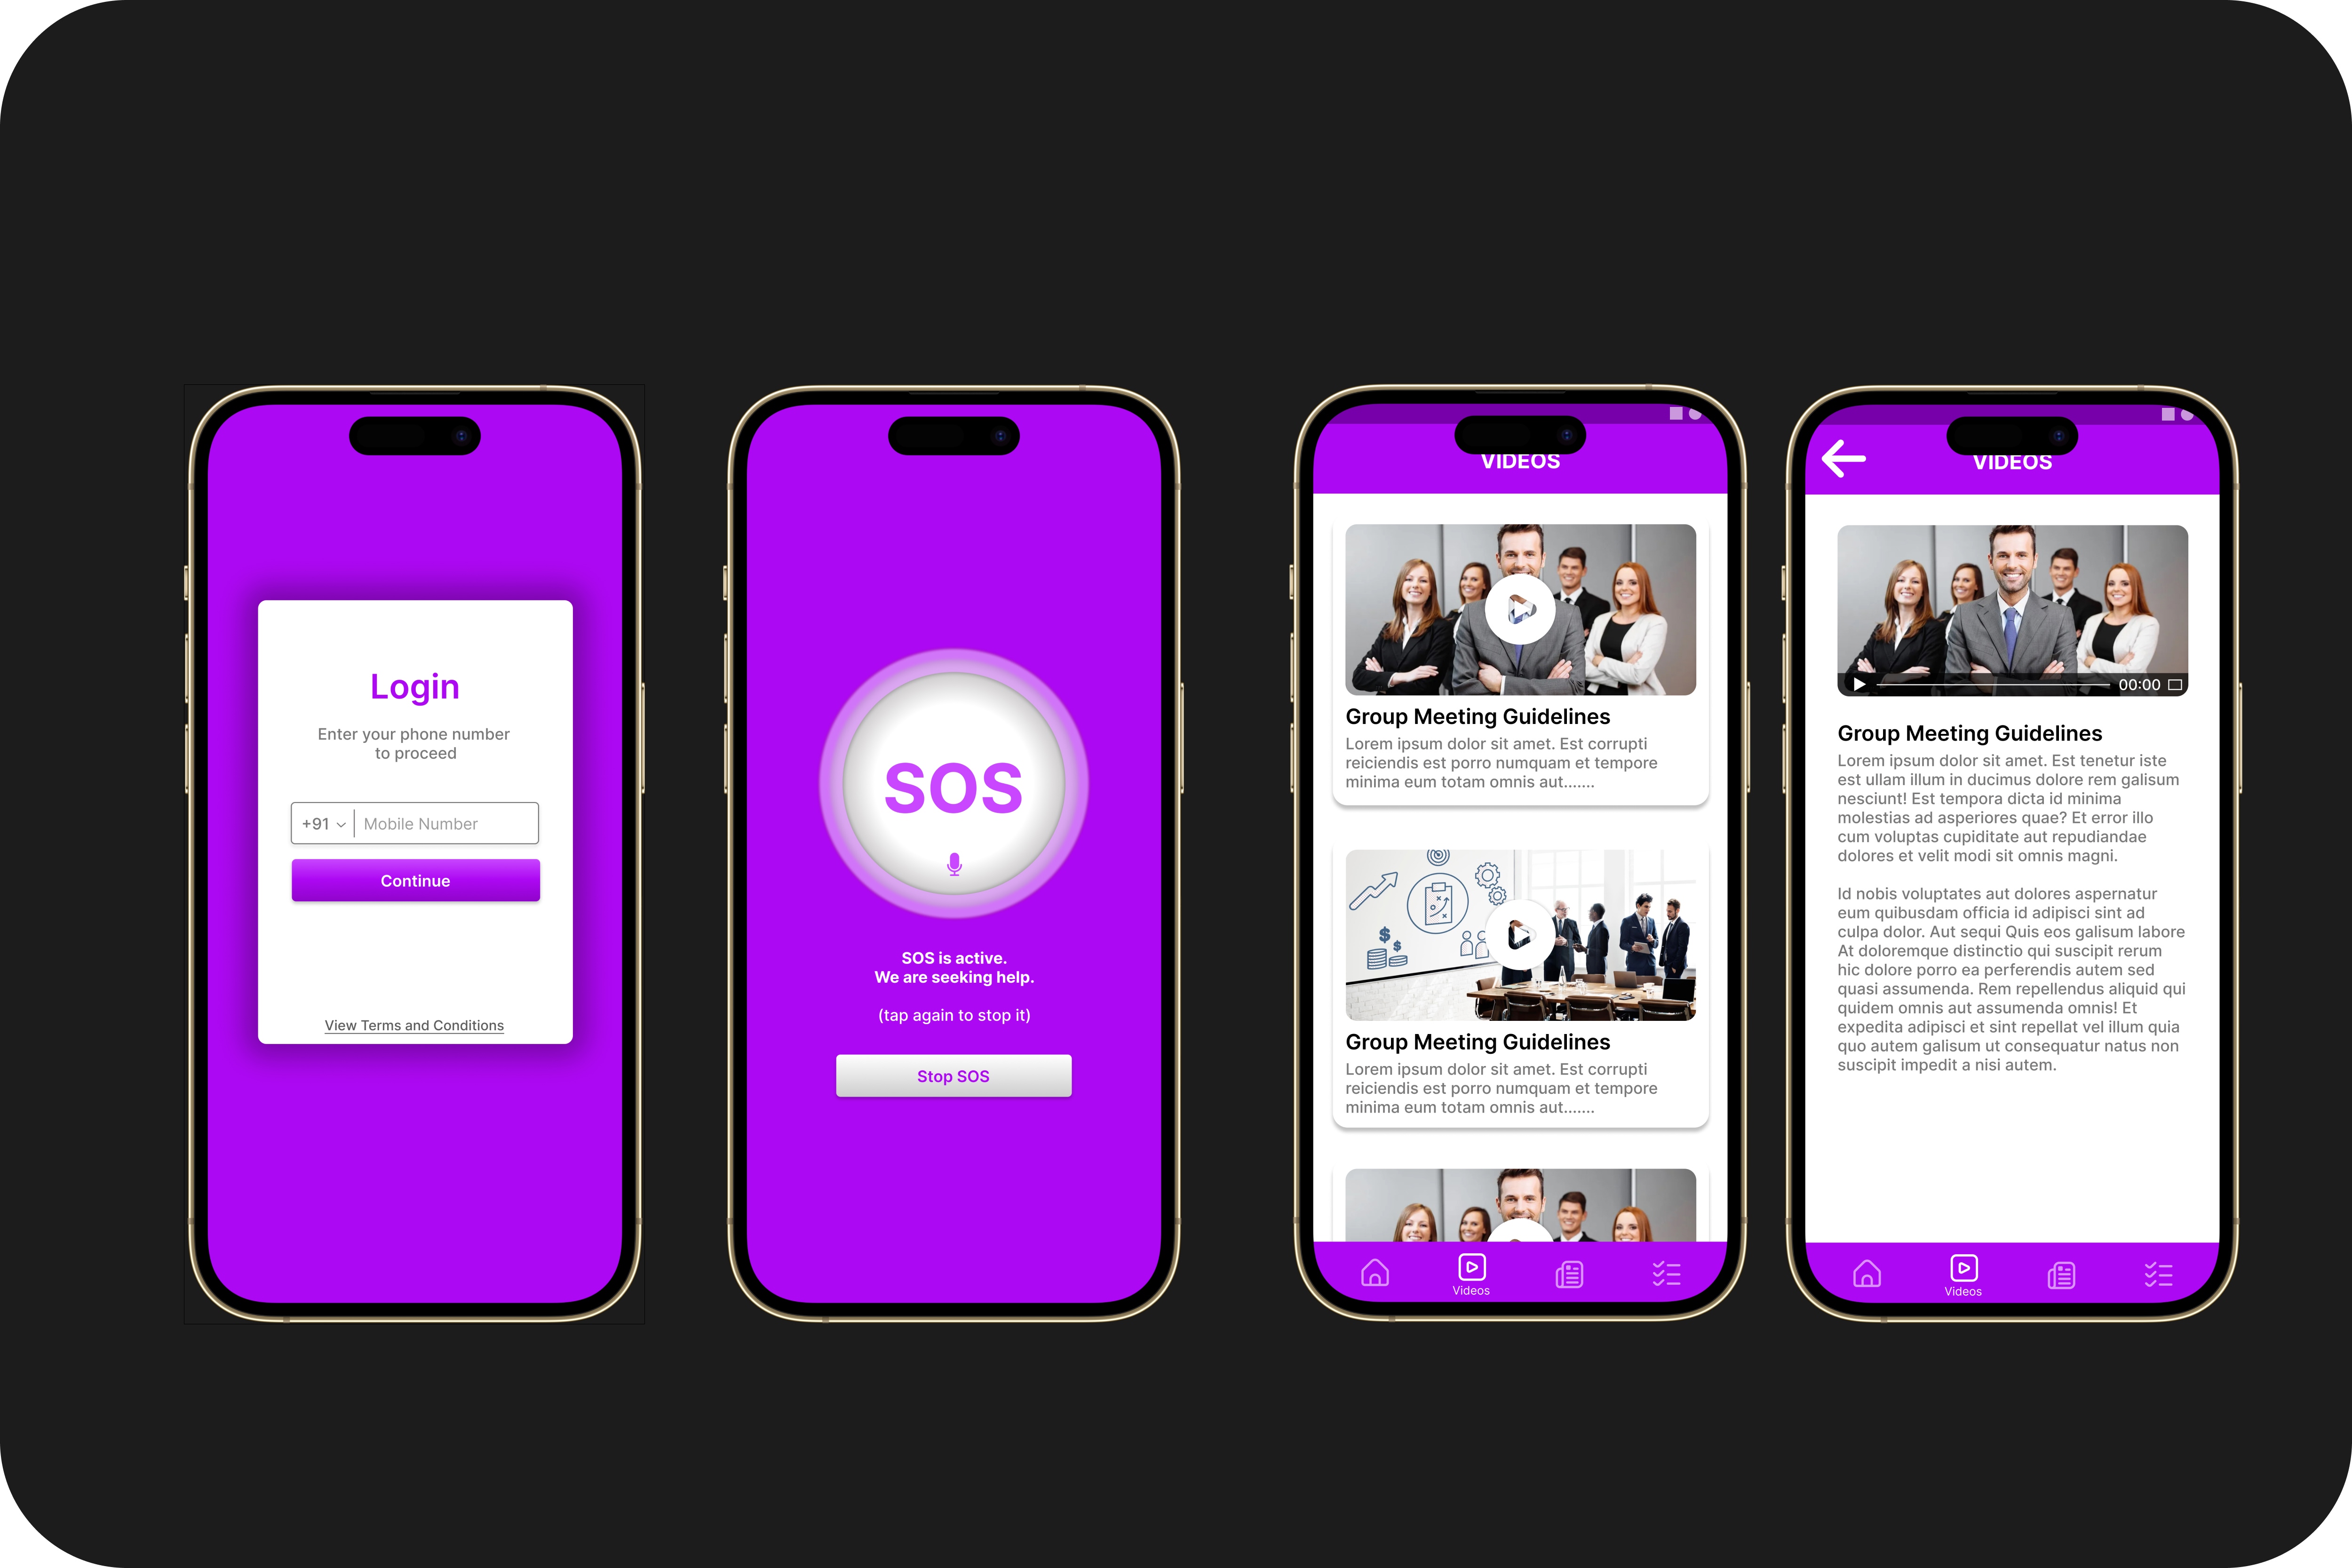 Login
Enter your phone number
to proceed
+91
Mobile Number
Continue
View Terms and Conditions
SOS
SOS is active.
We are seeking help.
(tap again to stop it)
Stop SOS
VIDEOS
Group Meeting Guidelines
Lorem ipsum dolor sit amet. Est corrupti
reiciendis est porro numquam et tempore
minima eum totam omnis aut.......
Group Meeting Guidelines
Lorem ipsum dolor sit amet. Est corrupti
reiciendis est porro numquam et tempore
minima eum totam omnis aut.......
Videos
VIDEOS
00:00
Group Meeting Guidelines
Lorem ipsum dolor sit amet. Est tenetur iste
est ullam illum in ducimus dolore rem galisum
nesciunt! Est tempora dicta id minima
molestias ad asperiores quae? Et error illo
cum voluptas cupiditate aut repudiandae
dolores et velit modi sit omnis magni.
Id nobis voluptates aut dolores aspernatur
eum quibusdam officia id adipisci sint ad
culpa dolor. Aut sequi Quis eos galisum labore
At doloremque distinctio qui suscipit rerum
hic dolore porro ea perferendis autem sed
quasi assumenda. Rem repellendus aliquid qui
quidem omnis aut assumenda omnis! Et
expedita adipisci et sint repellat vel illum quia
quo autem galisum ut consequatur natus non
suscipit impedit a nisi autem.
Videos